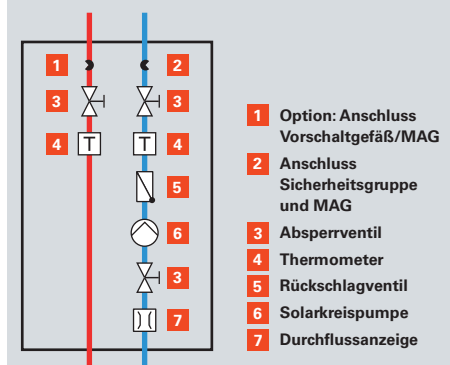 1 2
3 3
4 T T 4
5
6
3
7
1 Option: Anschluss
Vorschaltgefäß/MAG
2 Anschluss
Sicherheitsgruppe
und MAG
3 Absperrventil
4 Thermometer
5 Rückschlagventil
6 Solarkreispumpe
7 Durchflussanzeige